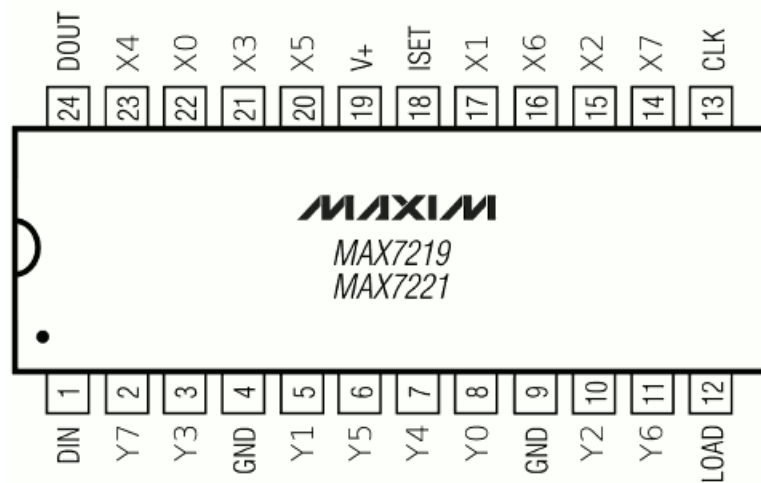 DOUT X4 X0 X3 X5 V+ ISET X1 X6 X2 X7 CLK
24 23 22 21 20 19 18 17 16 15 14 13
MAXIM
MAX7219
MAX7221
1 2 3 4 5 6 7 8 9 10 11 12
DIN Y7 Y3 GND Y1 Y5 Y4 Y0 GND Y2 Y6 LOAD